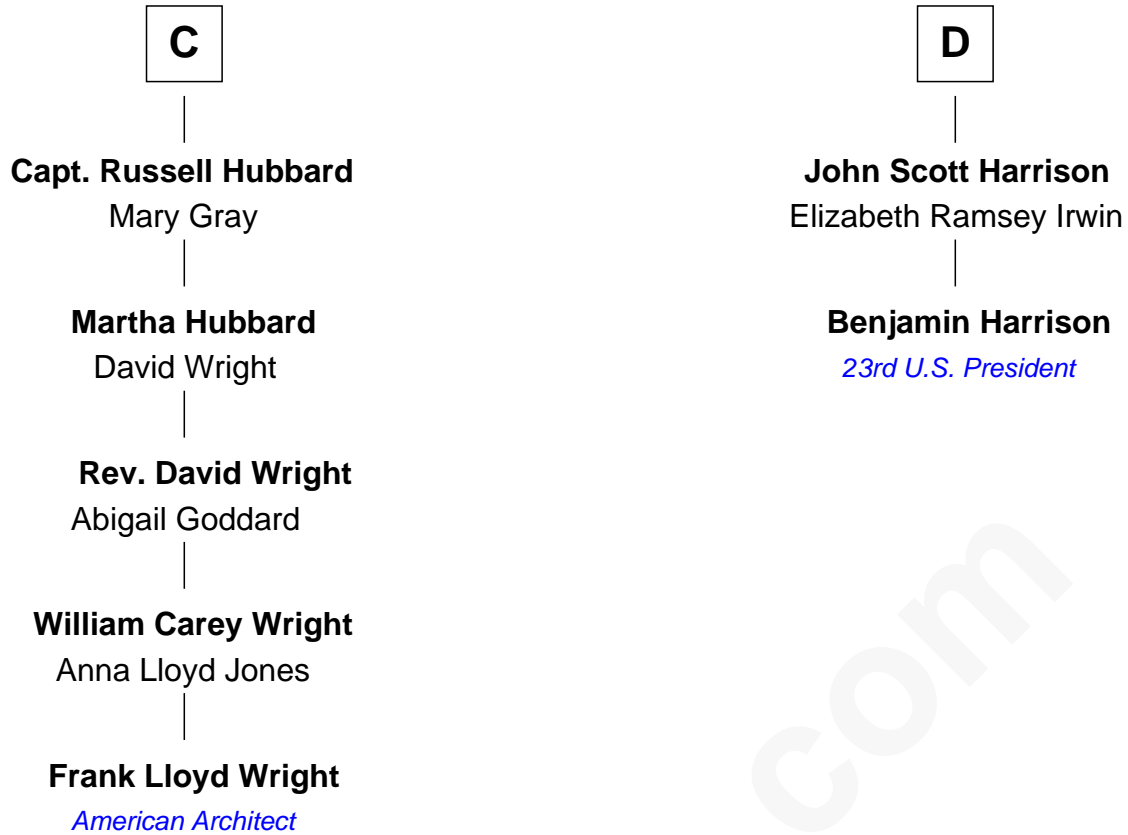 C
Capt. Russell Hubbard
Mary Gray
Martha Hubbard
David Wright
Rev. David Wright
Abigail Goddard
William Carey Wright
Anna Lloyd Jones
Frank Lloyd Wright
American Architect
D
John Scott Harrison
Elizabeth Ramsey Irwin
Benjamin Harrison
23rd U.S. President
com